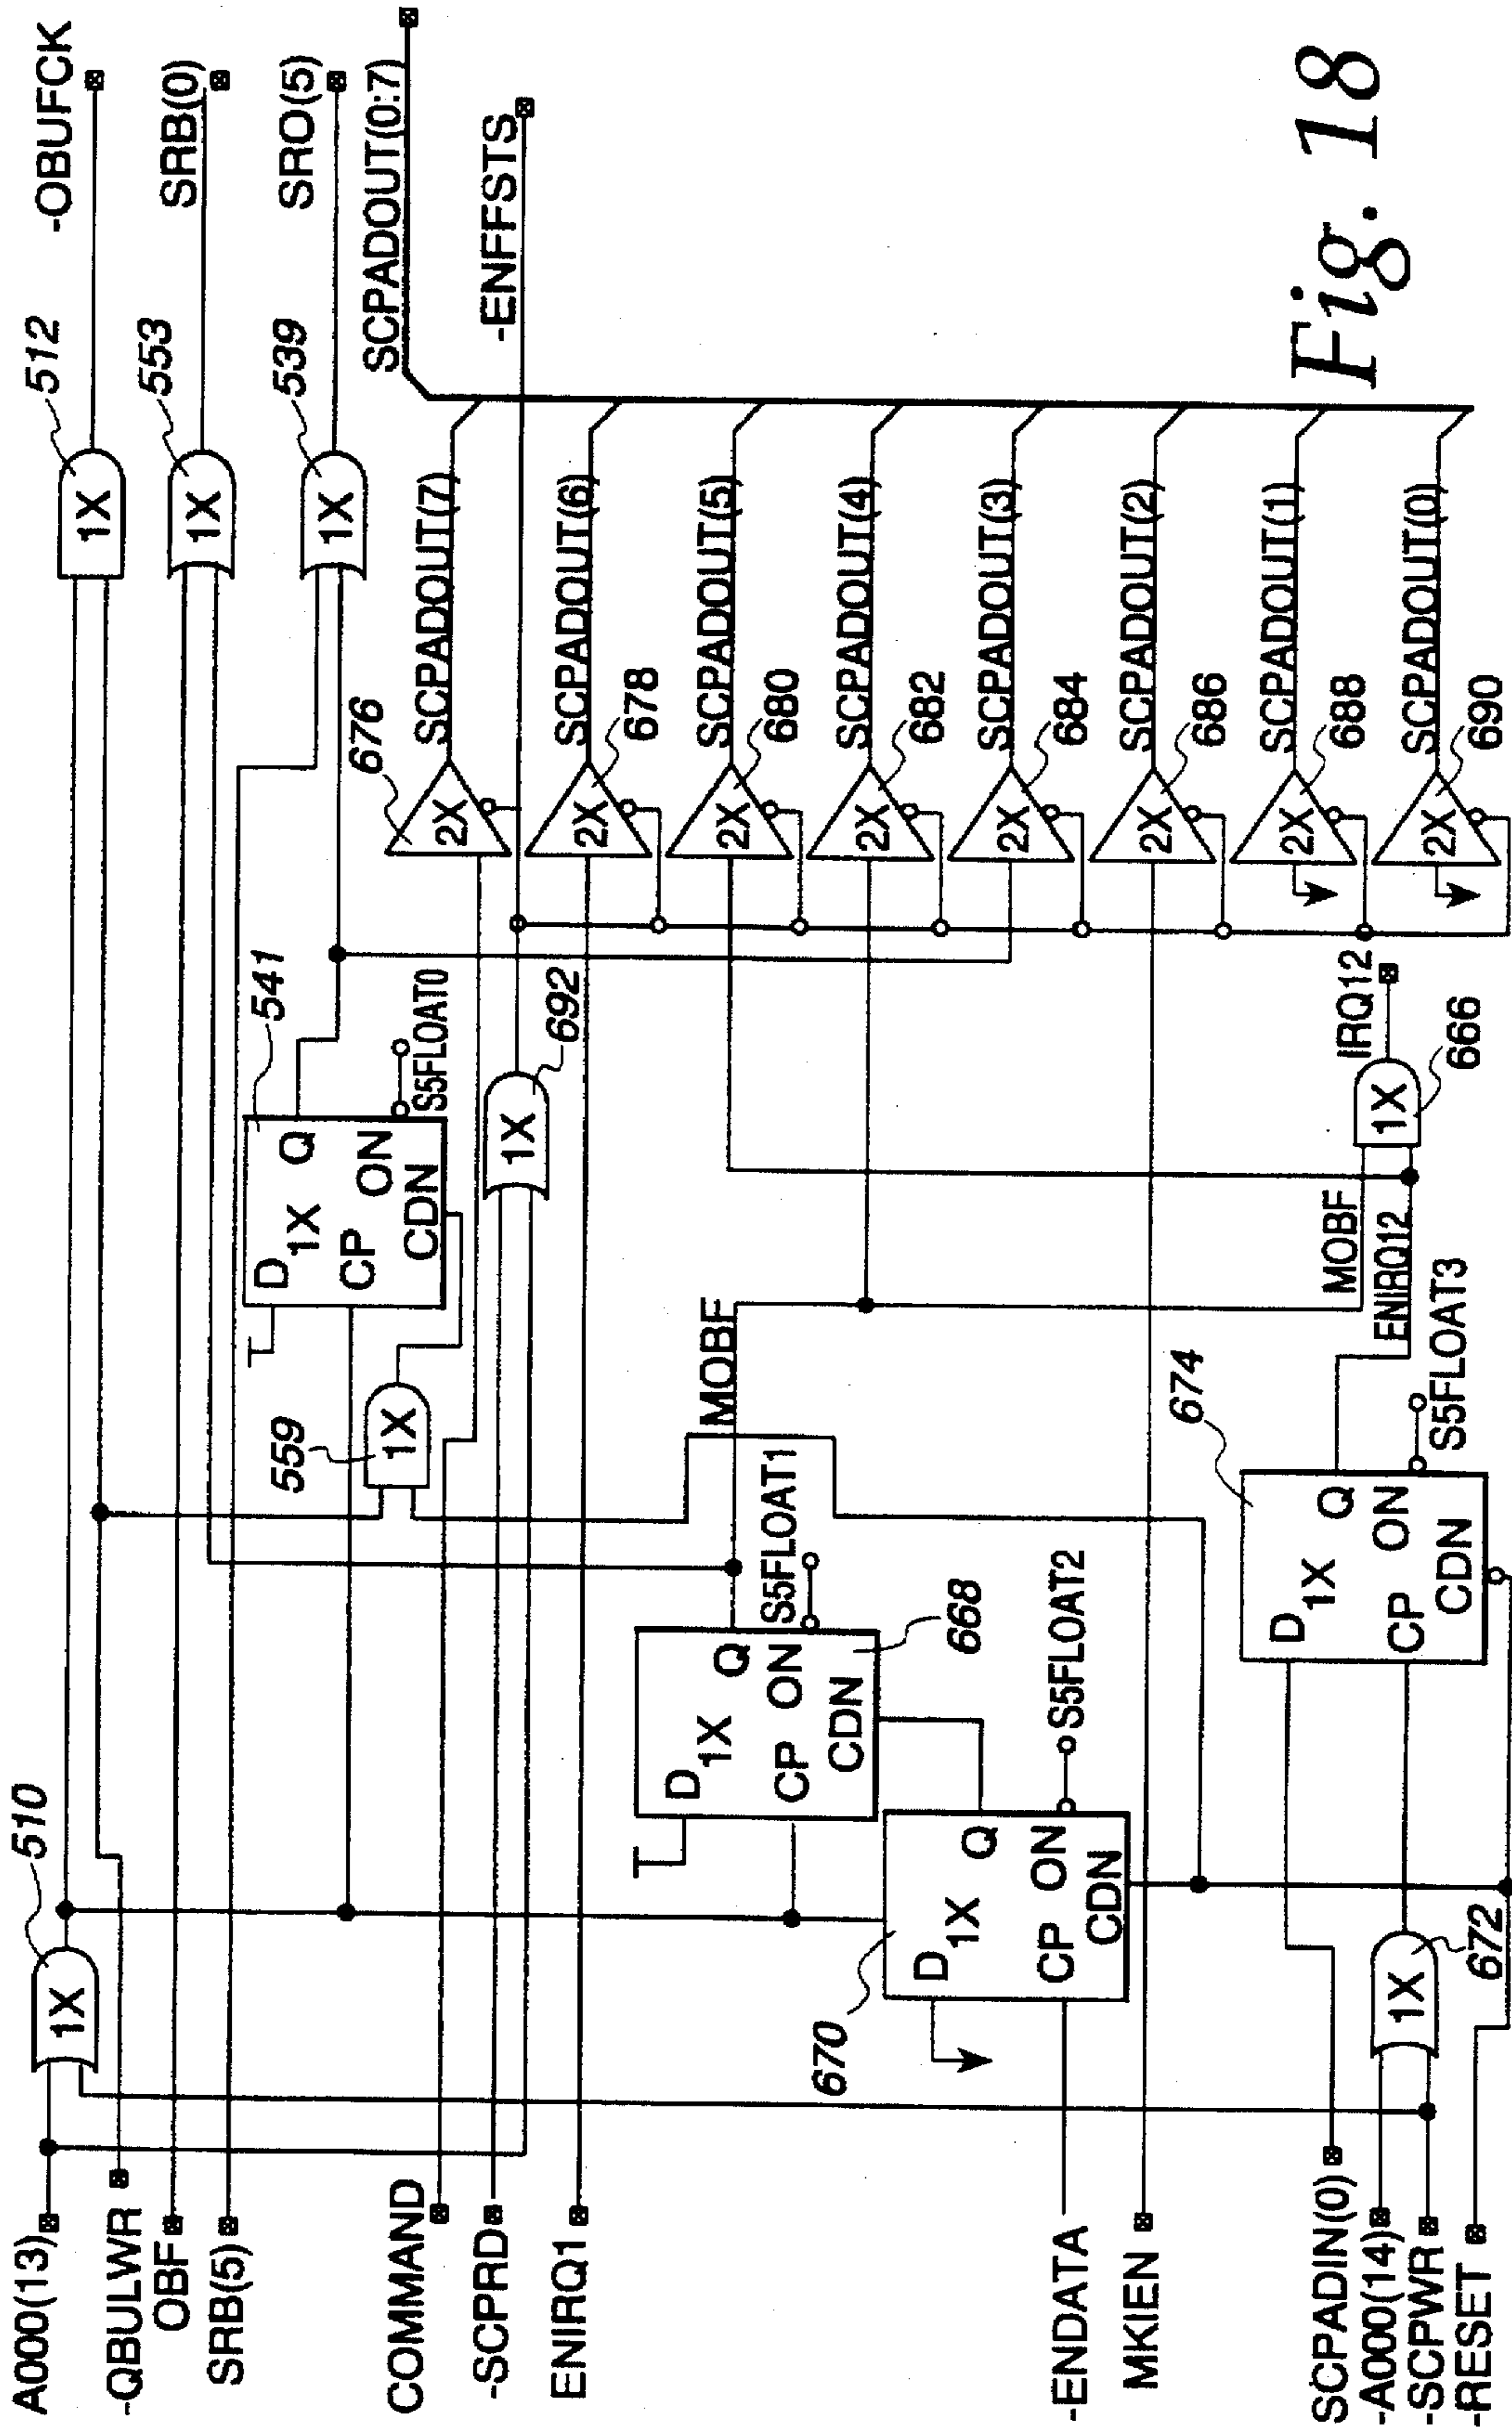 A000(13)
-QBULWR
OBF
SRB(5)
COMMAND
-SCPRD
ENIRQ1
-ENDATA
MKIEN
SCPADIN(0)
-A000(14)
-SCPWR
-RESET
510
1X
512
1X
-OBUFCK
553
1X
SRB(0)
539
1X
SRO(5)
SCPADOUT(0:7)
-ENFFSTS
541
D
1X
Q
CP
ON
CDN
S5FLOAT0
559
1X
692
1X
676
2X
SCPADOUT(7)
2X
SCPADOUT(6)
678
2X
SCPADOUT(5)
680
2X
SCPADOUT(4)
682
2X
SCPADOUT(3)
684
2X
SCPADOUT(2)
686
2X
SCPADOUT(1)
688
2X
SCPADOUT(0)
690
MOBF
D
1X
Q
CP
ON
CDN
S5FLOAT1
668
670
D
1X
Q
CP
ON
CDN
S5FLOAT2
672
1X
674
D
1X
Q
CP
ON
CDN
S5FLOAT3
MOBF
ENIRQ12
1X
IRQ12
666
Fig. 18